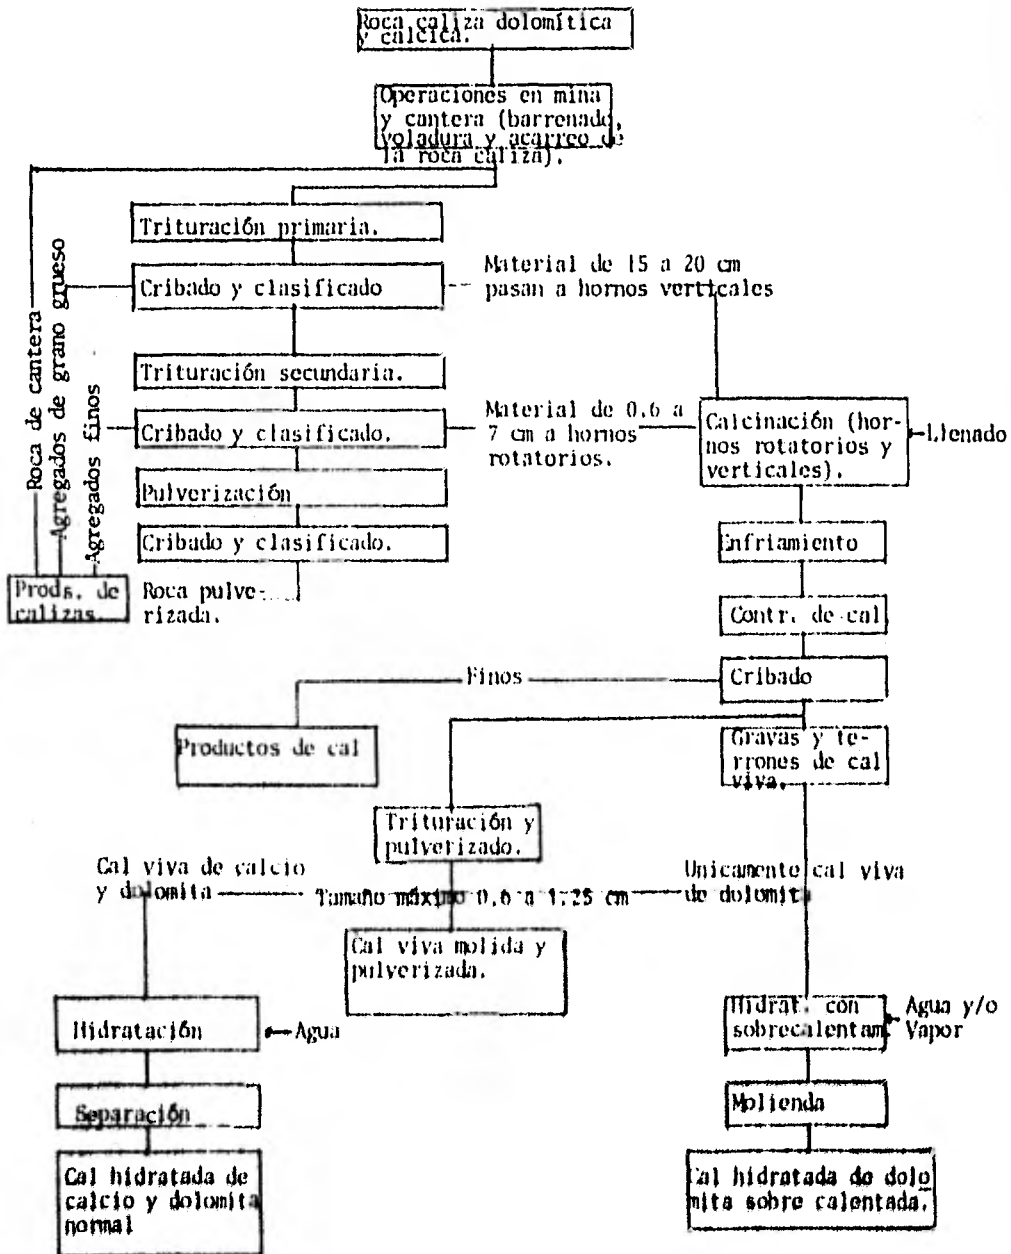 Roca caliza dolomítica
y calcica.
Operaciones en mina
y cantera (barrenado,
voladura y acarreo de
la roca caliza).
Trituración primaria.
Cribado y clasificado
Material de 15 a 20 cm
pasan a hornos verticales
Roca de cantera
Agregados de grano grueso
Agregados finos
Trituración secundaria.
Cribado y clasificado.
Material de 0.6 a
7 cm a hornos
rotatorios.
Calcinación (hor-
nos rotatorios y
verticales).
Llenado
Pulverización
Cribado y clasificado.
Enfriamiento
Prods. de
calizas.
Roca pulve-
rizada.
Contr. de cal
Finos
Cribado
Productos de cal
Gravas y te-
rrones de cal
viva.
Trituración y
pulverizado.
Cal viva de calcio
y dolomita
Tamaño máximo 0.6 a 1.25 cm
Unicamente cal viva
de dolomita
Cal viva molida y
pulverizada.
Hidratación
Agua
Hidrat. con
sobrecalentam.
Agua y/o
Vapor
Separación
Molienda
Cal hidratada de
calcio y dolomita
normal
Cal hidratada de dolo
mita sobre calentada.